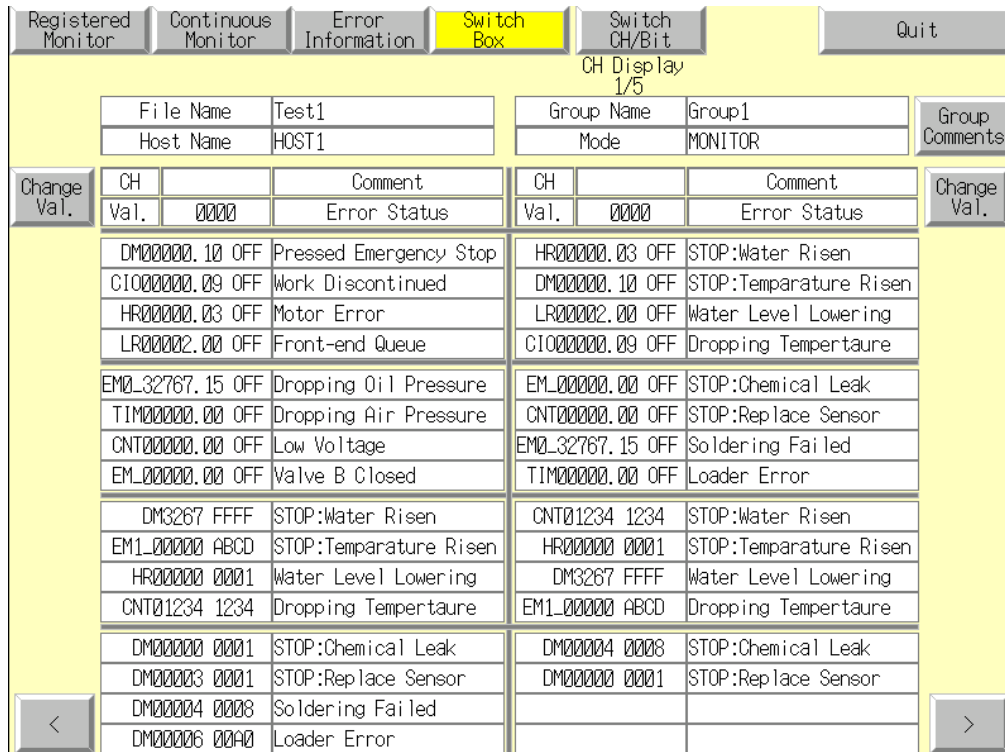 Registered Monitor Continuous Monitor Error Information Switch Box Switch CH/Bit Quit
CH Display
1/5
File Name Test1 Group Name Group1
Host Name HOST1 Mode MONITOR
Group Comments
Change Val.
CH Comment CH Comment
Val. 0000 Error Status Val. 0000 Error Status
Change Val.
DM00000.10 OFF Pressed Emergency Stop HR00000.03 OFF STOP:Water Risen
CIO00000.09 OFF Work Discontinued DM00000.10 OFF STOP:Temparature Risen
HR00000.03 OFF Motor Error LR00002.00 OFF Water Level Lowering
LR00002.00 OFF Front-end Queue CIO00000.09 OFF Dropping Tempertaure
EM0_32767.15 OFF Dropping Oil Pressure EM_00000.00 OFF STOP:Chemical Leak
TIM00000.00 OFF Dropping Air Pressure CNT00000.00 OFF STOP:Replace Sensor
CNT00000.00 OFF Low Voltage EM0_32767.15 OFF Soldering Failed
EM_00000.00 OFF Valve B Closed TIM00000.00 OFF Loader Error
DM3267 FFFF STOP:Water Risen CNT01234 1234 STOP:Water Risen
EM1_00000 ABCD STOP:Temparature Risen HR00000 0001 STOP:Temparature Risen
HR00000 0001 Water Level Lowering DM3267 FFFF Water Level Lowering
CNT01234 1234 Dropping Tempertaure EM1_00000 ABCD Dropping Tempertaure
DM00000 0001 STOP:Chemical Leak DM00004 0008 STOP:Chemical Leak
DM00003 0001 STOP:Replace Sensor DM00000 0001 STOP:Replace Sensor
DM00004 0008 Soldering Failed
DM00006 00A0 Loader Error
< >